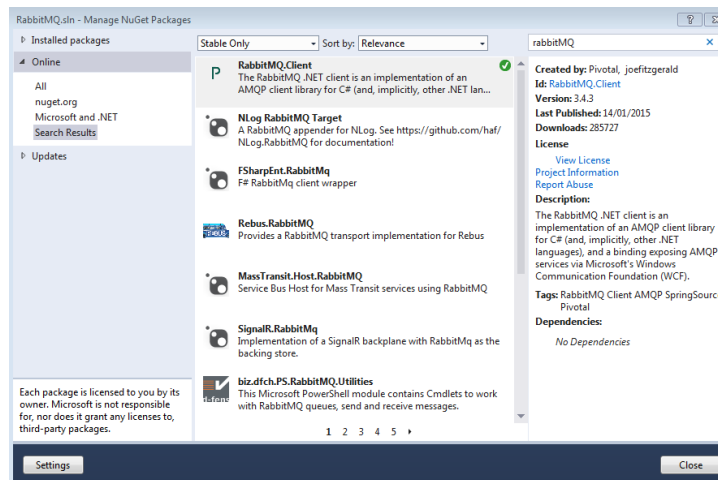 RabbitMQ.sln - Manage NuGet Packages
Installed packages
Online
All
nuget.org
Microsoft and .NET
Search Results
Updates
Each package is licensed to you by its
owner. Microsoft is not responsible
for, nor does it grant any licenses to,
third-party packages.
Stable Only
Sort by: Relevance
RabbitMQ.Client
The RabbitMQ .NET client is an implementation of an
AMQP client library for C# (and, implicitly, other .NET lan...
NLog RabbitMQ Target
A RabbitMQ appender for NLog. See https://github.com/haf/
NLog.RabbitMQ for documentation!
FSharpEnt.RabbitMq
F# RabbitMq client wrapper
Rebus.RabbitMQ
Provides a RabbitMQ transport implementation for Rebus
MassTransit.Host.RabbitMQ
Service Bus Host for Mass Transit services using RabbitMQ
SignalR.RabbitMq
Implementation of a SignalR backplane with RabbitMq as the
backing store.
biz.dfch.PS.RabbitMQ.Utilities
This Microsoft PowerShell module contains Cmdlets to work
with RabbitMQ queues, send and receive messages.
1 2 3 4 5
rabbitMQ
Created by: Pivotal, joefitzgerald
Id: RabbitMQ.Client
Version: 3.4.3
Last Published: 14/01/2015
Downloads: 285727
License
View License
Project Information
Report Abuse
Description:
The RabbitMQ .NET client is an
implementation of an AMQP client library
for C# (and, implicitly, other .NET
languages), and a binding exposing AMQP
services via Microsoft's Windows
Communication Foundation (WCF).
Tags: RabbitMQ Client AMQP SpringSourc
Pivotal
Dependencies:
No Dependencies
Settings
Close